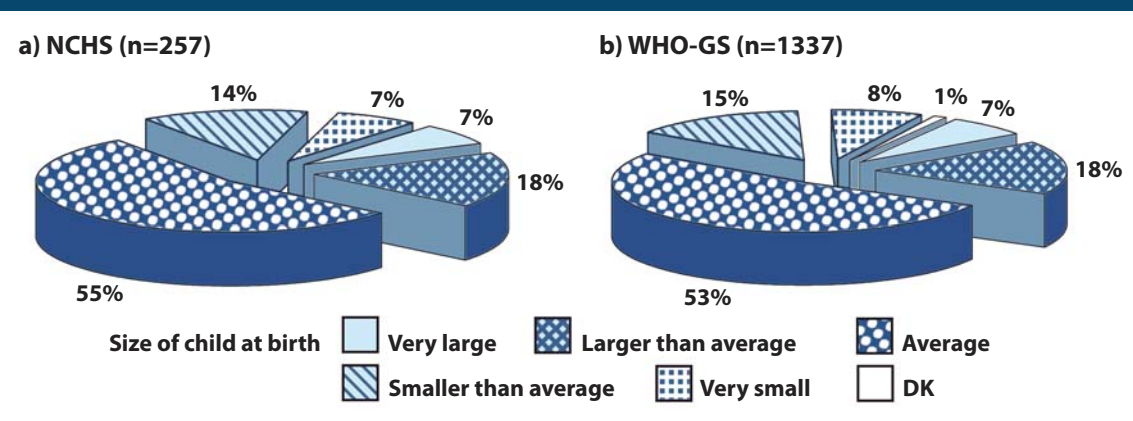 a) NCHS (n=257)
b) WHO-GS (n=1337)
14%
7%
7%
18%
55%
15%
8%
1%
7%
18%
53%
Size of child at birth
Very large
Larger than average
Average
Smaller than average
Very small
DK